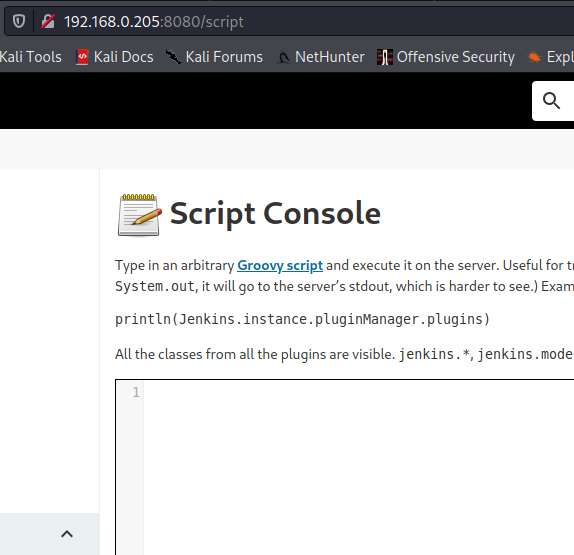 192.168.0.205:8080/script
Kali Tools Kali Docs Kali Forums NetHunter Offensive Security Expl
Script Console
Type in an arbitrary Groovy script and execute it on the server. Useful for tr
System.out, it will go to the server's stdout, which is harder to see.) Exam
println(Jenkins.instance.pluginManager.plugins)
All the classes from all the plugins are visible. jenkins.*, jenkins.mode
1